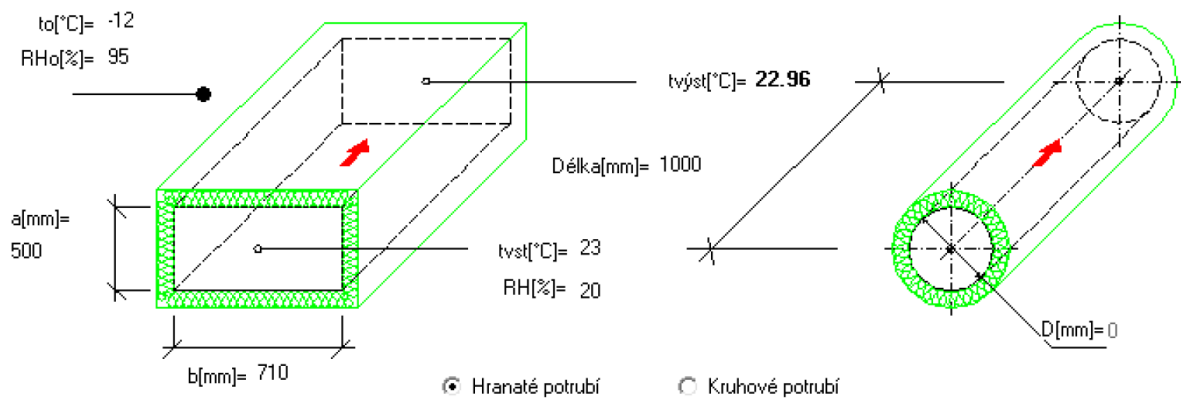 to[°C]= -12
RHo[%]= 95
tvýst[°C]= 22.96
Délka[mm]= 1000
a[mm]=
500
tvst[°C]= 23
RH[%]= 20
D[mm]= 0
b[mm]= 710
Hranaté potrubí
Kruhové potrubí